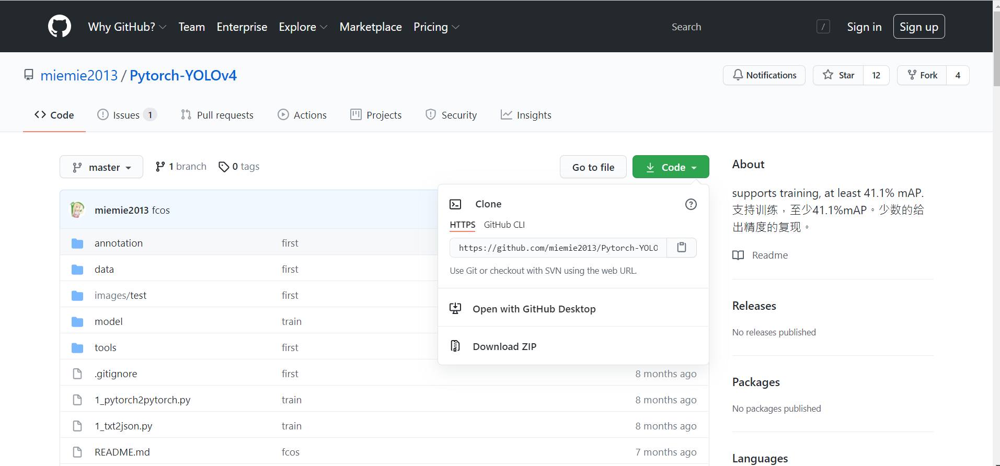 Why GitHub? Team Enterprise Explore Marketplace Pricing Search / Sign in Sign up
miemie2013 / Pytorch-YOLOv4 Notifications Star 12 Fork 4
Code Issues 1 Pull requests Actions Projects Security Insights
master 1 branch 0 tags Go to file Code
miemie2013 fcos
annotation first
data first
images/test first
model train
tools first
.gitignore first 8 months ago
1_pytorch2pytorch.py train 8 months ago
1_txt2json.py train 8 months ago
README.md fcos 7 months ago
Clone
HTTPS GitHub CLI
https://github.com/miemie2013/Pytorch-YOLO
Use Git or checkout with SVN using the web URL.
Open with GitHub Desktop
Download ZIP
About
supports training, at least 41.1% mAP.
支持训练，至少41.1%mAP。少数的给
出精度的复现。
Readme
Releases
No releases published
Packages
No packages published
Languages